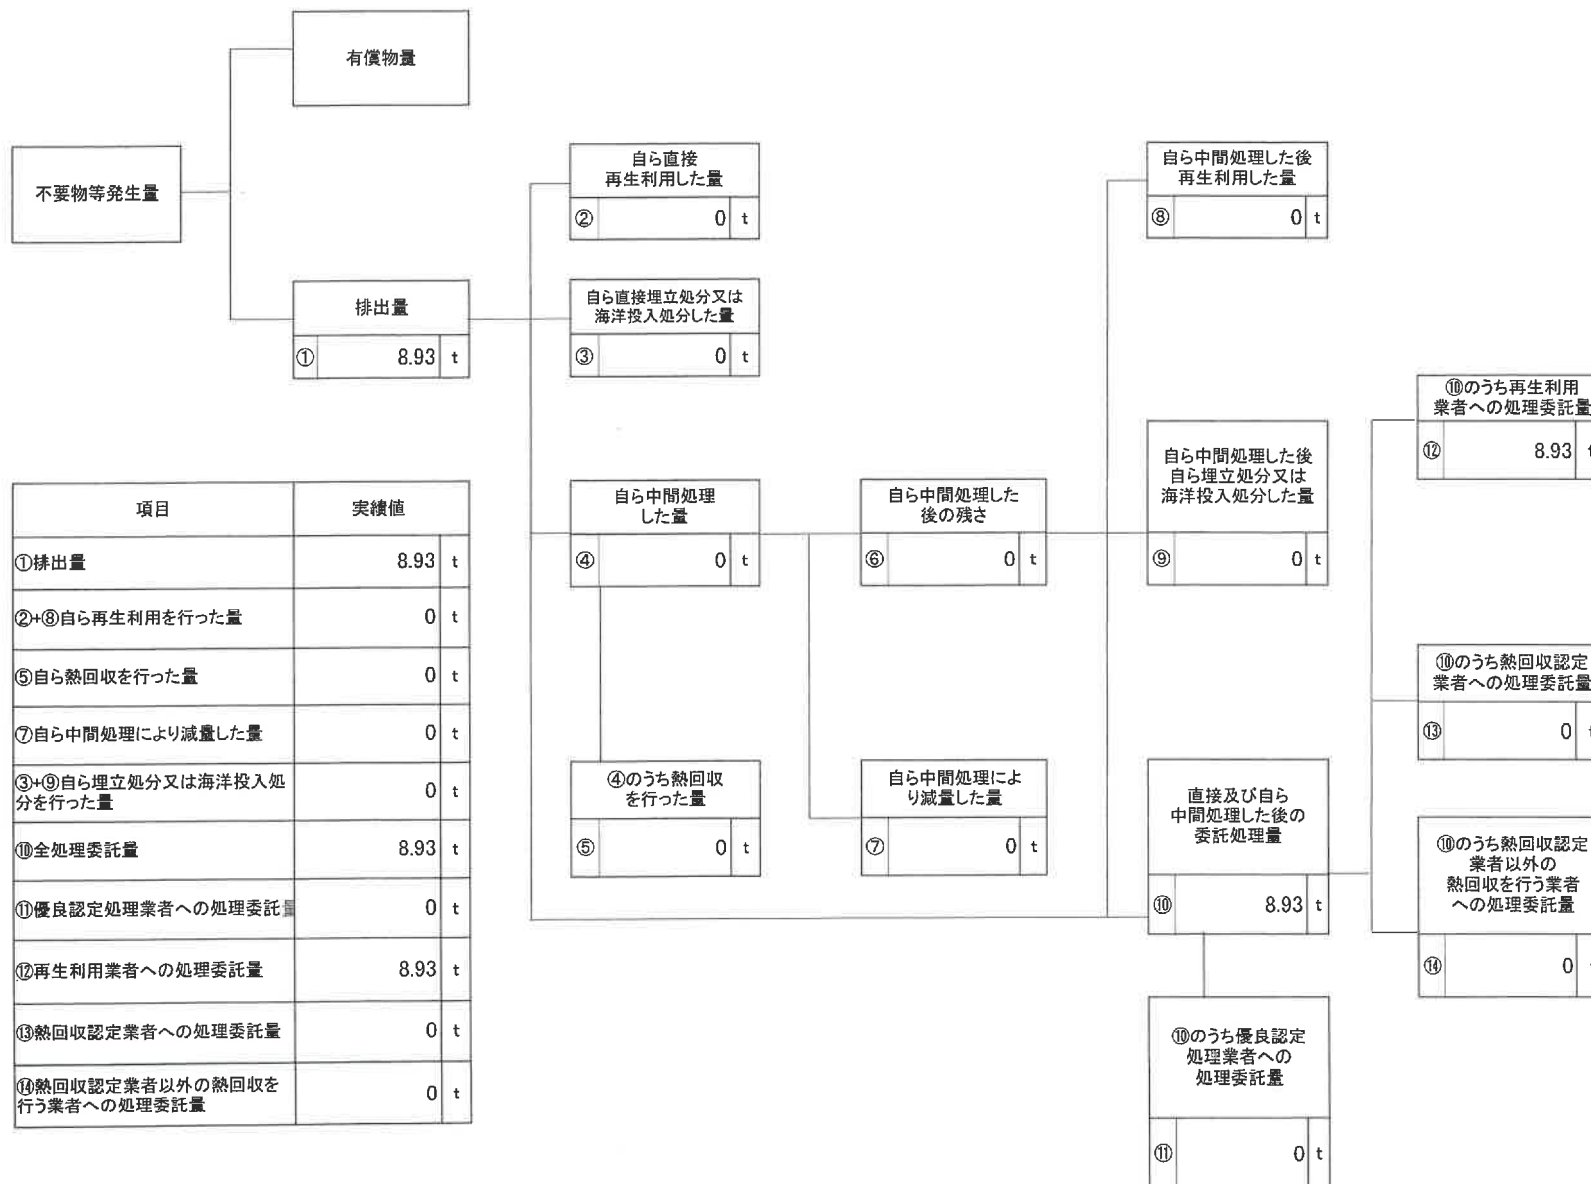 有償物量
不要物等発生量
排出量
① 8.93 t
自ら直接
再生利用した量
② 0 t
自ら直接埋立処分又は
海洋投入処分した量
③ 0 t
自ら中間処理
した量
④ 0 t
④のうち熱回収
を行った量
⑤ 0 t
自ら中間処理した
後の残さ
⑥ 0 t
自ら中間処理によ
り減量した量
⑦ 0 t
自ら中間処理した後
再生利用した量
⑧ 0 t
自ら中間処理した後
自ら埋立処分又は
海洋投入処分した量
⑨ 0 t
直接及び自ら
中間処理した後の
委託処理量
⑩ 8.93 t
⑩のうち優良認定
処理業者への
処理委託量
⑪ 0 t
⑩のうち再生利用
業者への処理委託量
⑫ 8.93 t
⑩のうち熱回収認定
業者への処理委託量
⑬ 0
⑩のうち熱回収認定
業者以外の
熱回収を行う業者
への処理委託量
⑭ 0
項目 実績値
①排出量 8.93 t
②+⑧自ら再生利用を行った量 0 t
⑤自ら熱回収を行った量 0 t
⑦自ら中間処理により減量した量 0 t
③+⑨自ら埋立処分又は海洋投入処
分を行った量 0 t
⑩全処理委託量 8.93 t
⑪優良認定処理業者への処理委託量 0 t
⑫再生利用業者への処理委託量 8.93 t
⑬熱回収認定業者への処理委託量 0 t
⑭熱回収認定業者以外の熱回収を
行う業者への処理委託量 0 t